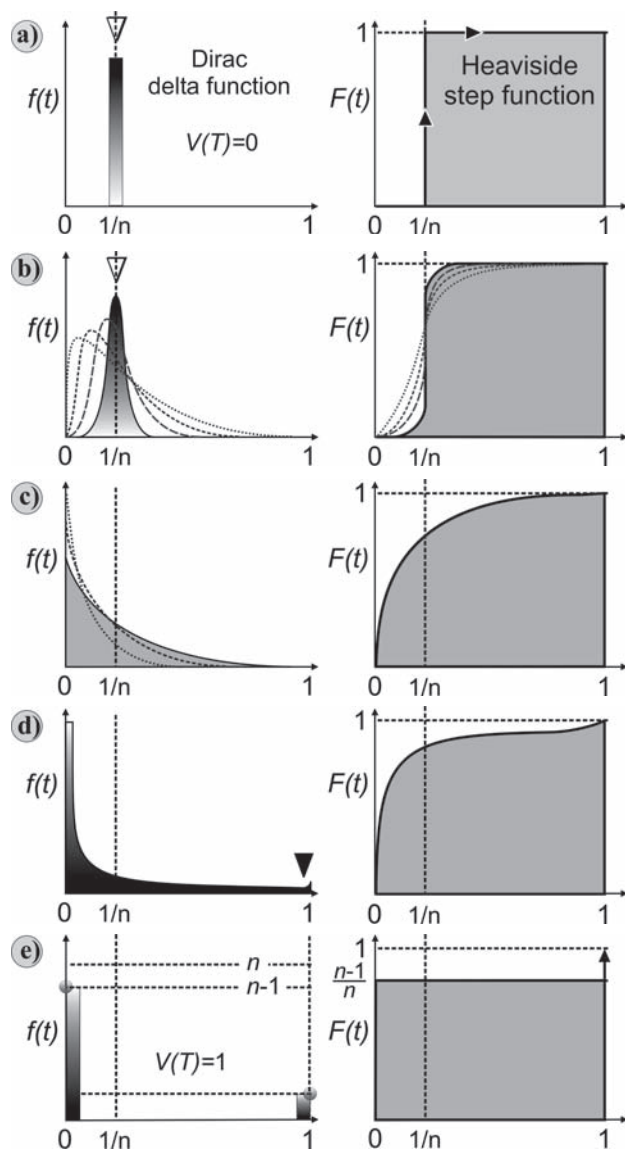 a)
f(t)
Dirac
delta function
V(T)=0
0 1/n 1
1
F(t)
Heaviside
step function
0 1/n 1
b)
f(t)
0 1/n 1
1
F(t)
0 1/n 1
c)
f(t)
0 1/n 1
1
F(t)
0 1/n 1
d)
f(t)
0 1/n 1
1
F(t)
0 1/n 1
e)
n
n-1
f(t)
V(T)=1
0 1/n 1
1
n-1
n
F(t)
0 1/n 1